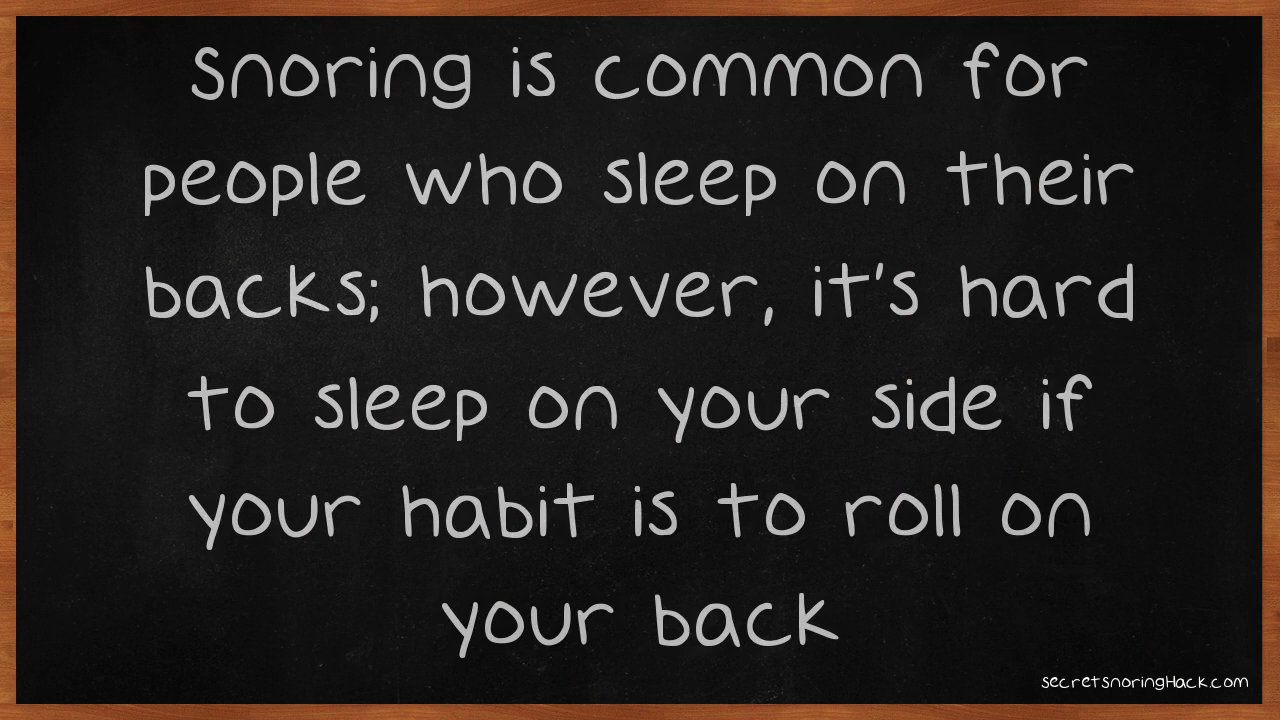 Snoring is common for
people who sleep on their
backs; however, it's hard
to sleep on your side if
your habit is to roll on
your back
secretsnoringHack.com